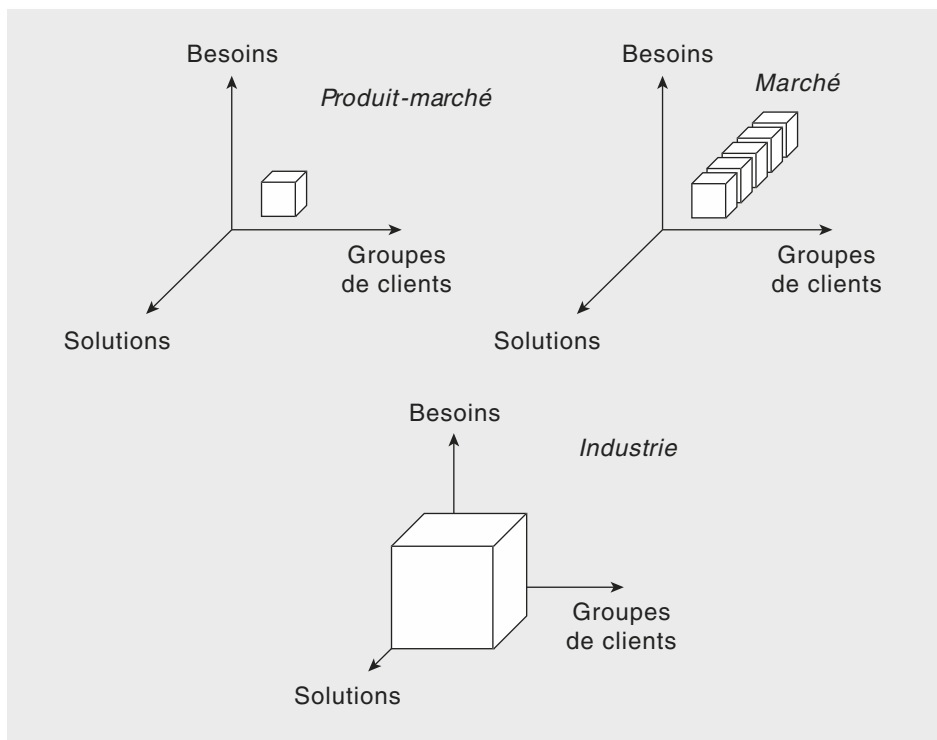 Besoins
Produit-marché
Groupes
de clients
Solutions
Besoins
Marché
Groupes
de clients
Solutions
Besoins
Industrie
Groupes
de clients
Solutions